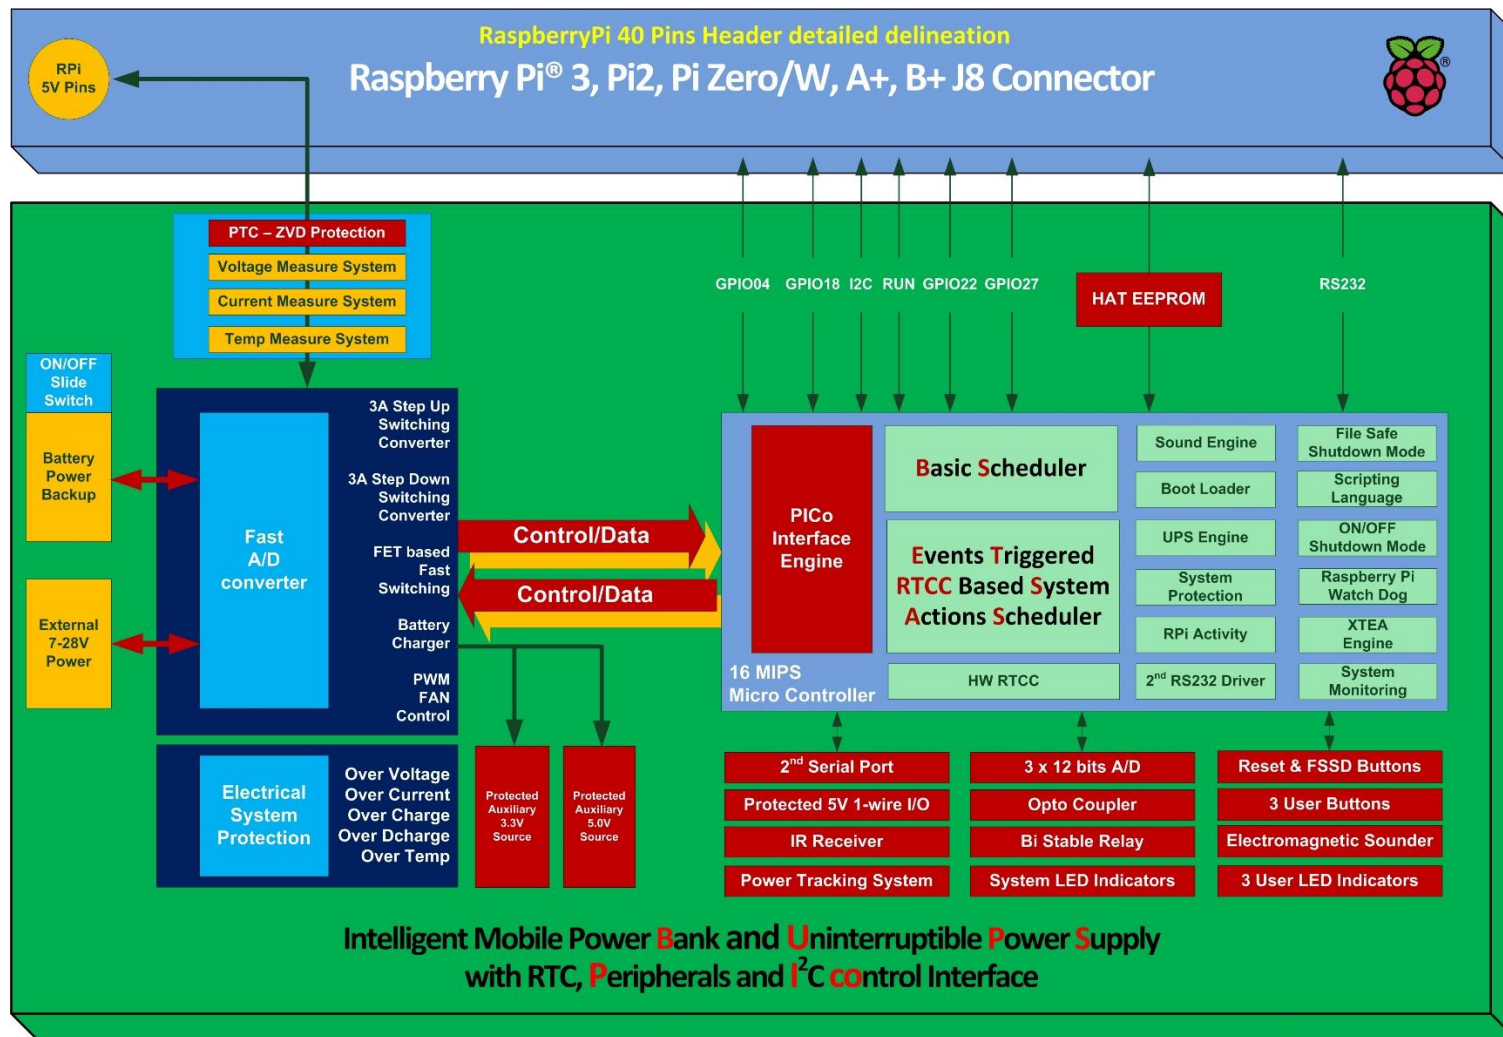 RaspberryPi 40 Pins Header detailed delineation
Raspberry Pi® 3, Pi2, Pi Zero/W, A+, B+ J8 Connector
®
RPi
5V Pins
PTC – ZVD Protection
Voltage Measure System
Current Measure System
Temp Measure System
GPIO04
GPIO18
I2C
RUN
GPIO22
GPIO27
HAT EEPROM
RS232
ON/OFF
Slide
Switch
Battery
Power
Backup
External
7-28V
Power
Fast
A/D
converter
3A Step Up
Switching
Converter
3A Step Down
Switching
Converter
FET based
Fast
Switching
Battery
Charger
PWM
FAN
Control
Control/Data
Control/Data
PICo
Interface
Engine
16 MIPS
Micro Controller
Basic Scheduler
Events Triggered
RTCC Based System
Actions Scheduler
HW RTCC
Sound Engine
Boot Loader
UPS Engine
System
Protection
RPi Activity
2nd RS232 Driver
File Safe
Shutdown Mode
Scripting
Language
ON/OFF
Shutdown Mode
Raspberry Pi
Watch Dog
XTEA
Engine
System
Monitoring
Electrical
System
Protection
Over Voltage
Over Current
Over Charge
Over Dcharge
Over Temp
Protected
Auxiliary
3.3V
Source
Protected
Auxiliary
5.0V
Source
2nd Serial Port
Protected 5V 1-wire I/O
IR Receiver
Power Tracking System
3 x 12 bits A/D
Opto Coupler
Bi Stable Relay
System LED Indicators
Reset & FSSD Buttons
3 User Buttons
Electromagnetic Sounder
3 User LED Indicators
Intelligent Mobile Power Bank and Uninterruptible Power Supply
with RTC, Peripherals and I²C control Interface